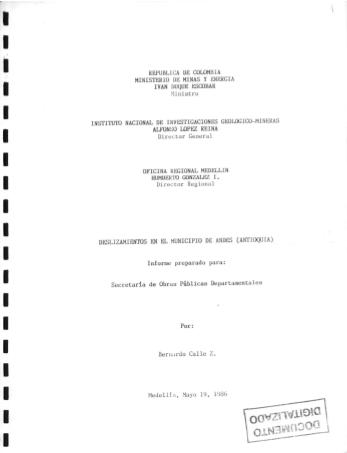 REPUBLICA DE COLOMBIA
MINISTERIO DE MINAS Y ENERGIA
IVAN DUQUE ESCOBAR
Ministro
INSTITUTO NACIONAL DE INVESTIGACIONES GEOLOGICO-MINERAS
ALFONSO LOPEZ REINA
Director General
OFICINA REGIONAL MEDELLIN
HUMBERTO GONZALEZ I.
Director Regional
DESLIZAMIENTOS EN EL MUNICIPIO DE ANDES (ANTIOQUIA)
Informe preparado para:
Secretaría de Obras Públicas Departamentales
Por:
Bernardo Calle Z.
Medellín, Mayo 19, 1986
DOCUMENTO
DIGITALIZADO